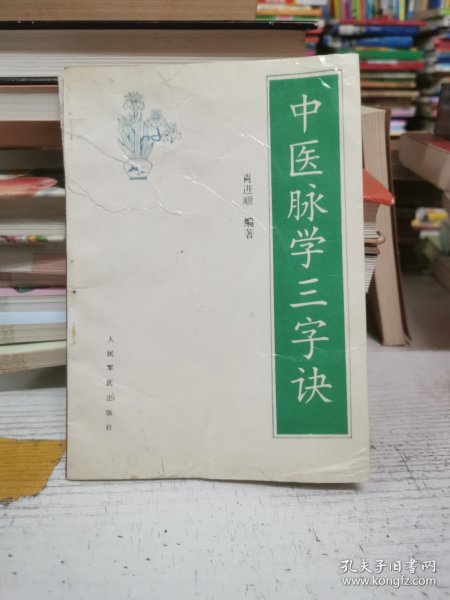 中医脉学三字诀
肖进顺 编著
人民军医出版社
孔夫子旧书网
www.kongfz.com